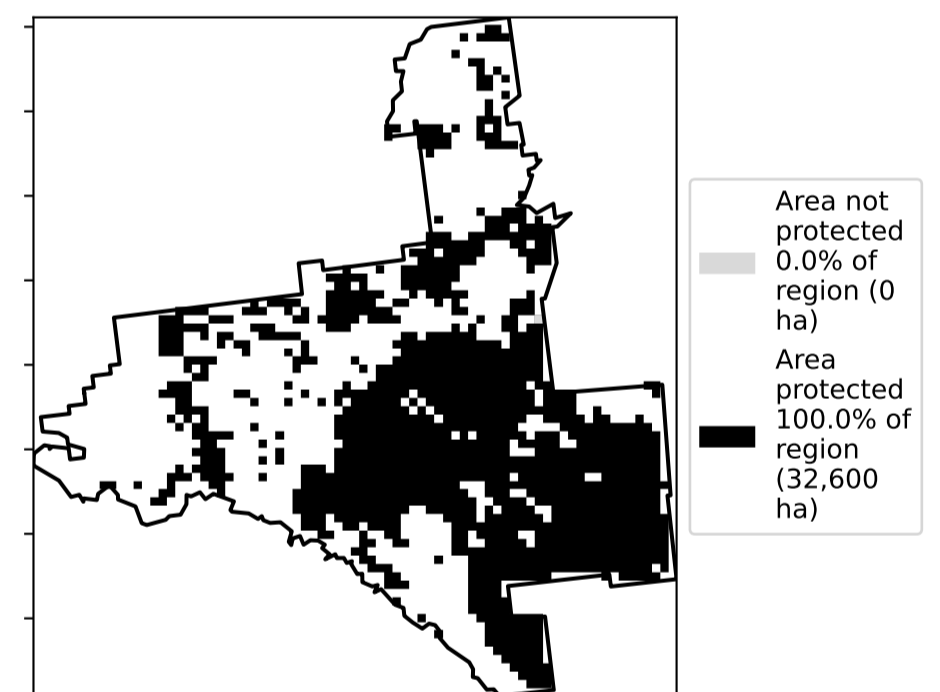 Area not
protected
0.0% of
region (0
ha)
Area
protected
100.0% of
region
(32,600
ha)